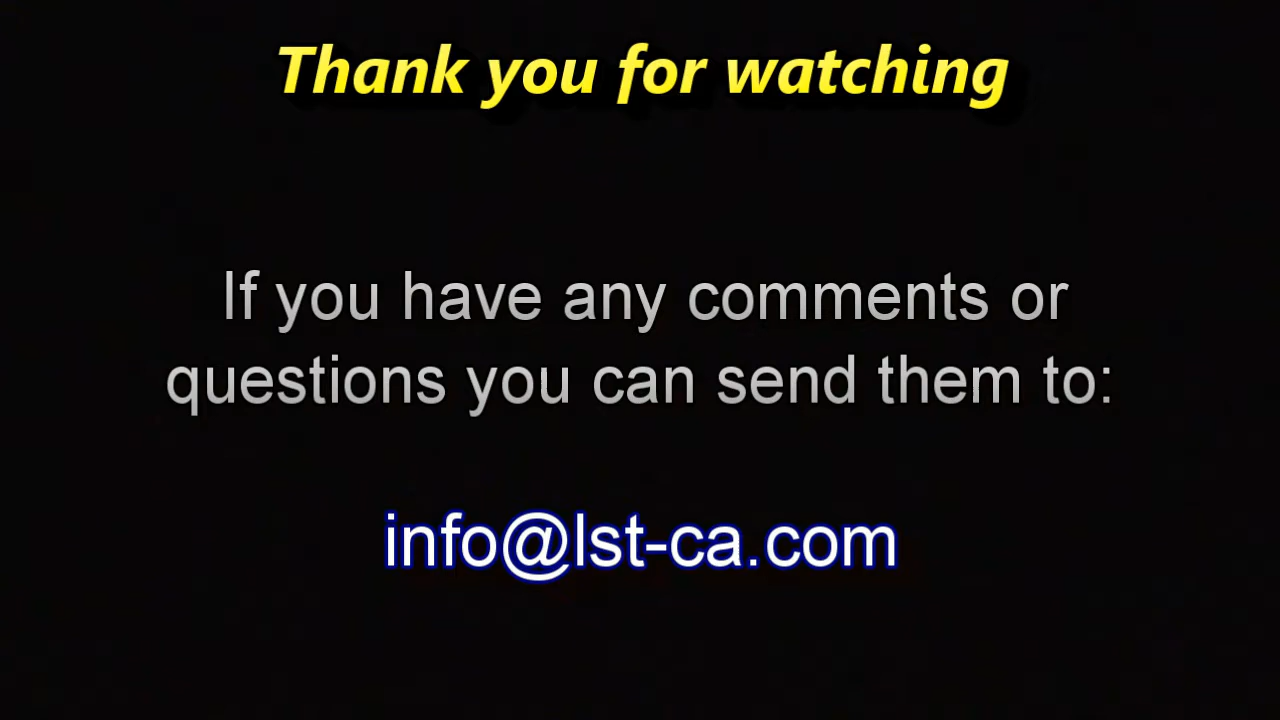 Thank you for watching
If you have any comments or
questions you can send them to:
info@lst-ca.com